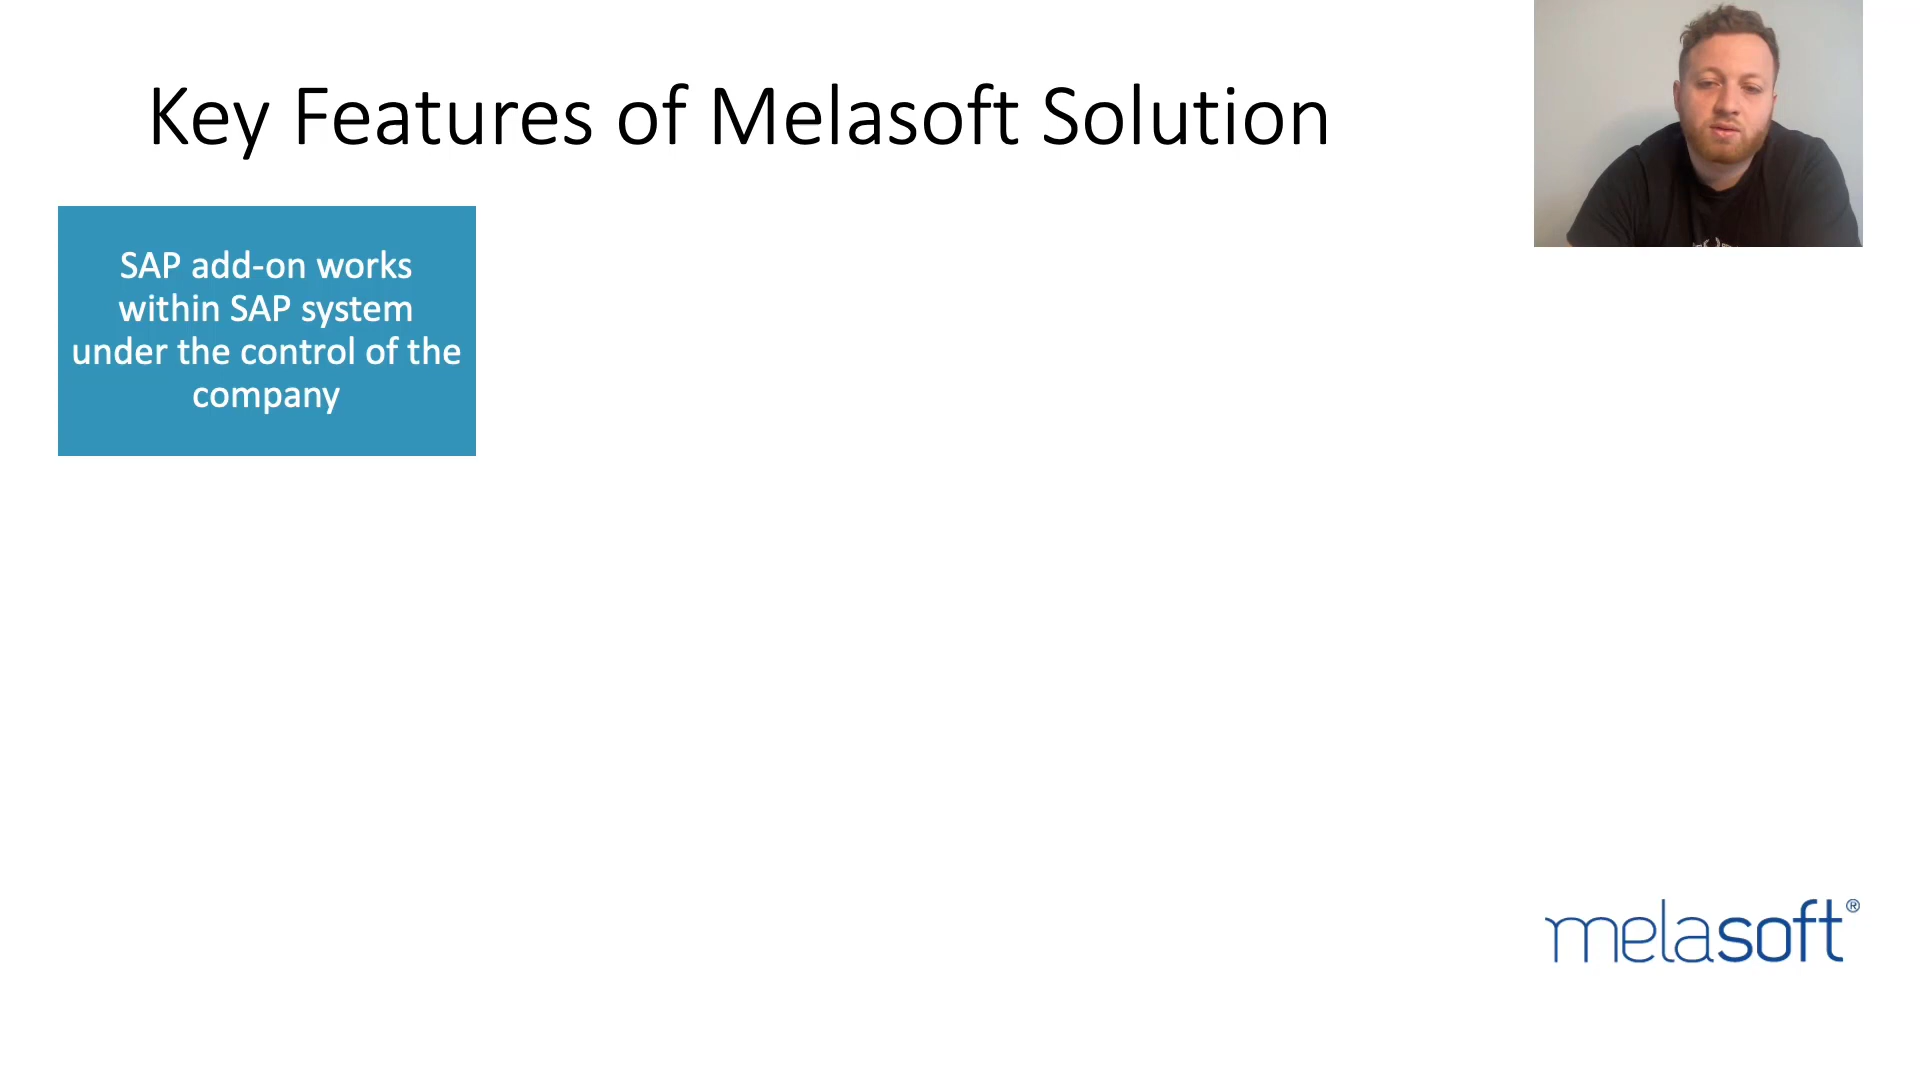 Key Features of Melasoft Solution
SAP add-on works
within SAP system
under the control of the
company
melasoft®